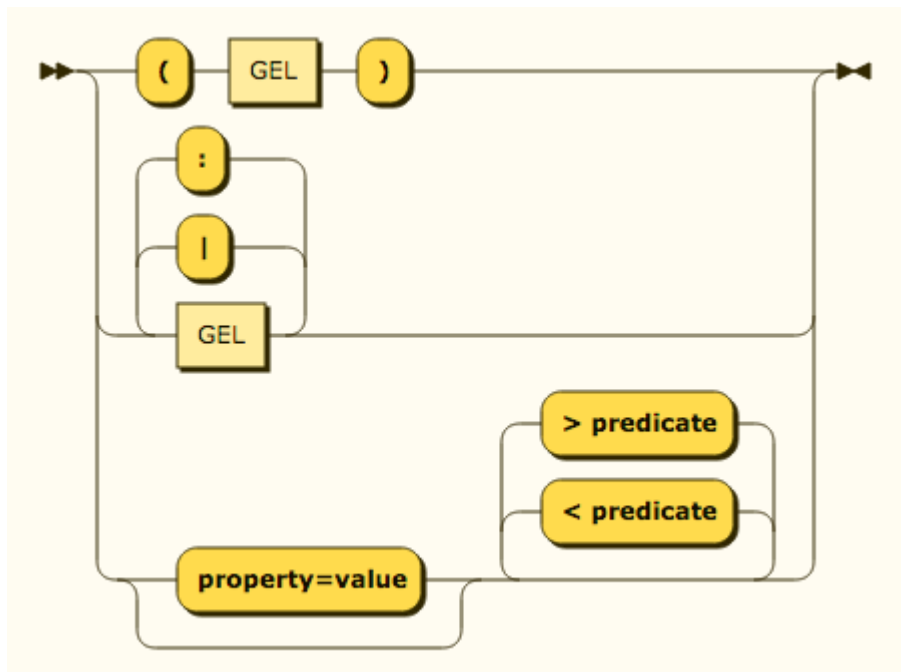 ( GEL )
:
|
GEL
> predicate
< predicate
property=value